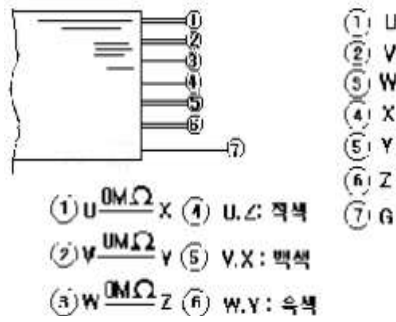 ① ① U
② ② V
③ ③ W
④ ④ X
⑤ ⑤ Y
⑥ ⑥ Z
⑦ ⑦ G
① U 0MΩ X ④ U.Z: 적색
② V 0MΩ Y ⑤ V.X: 백색
③ W 0MΩ Z ⑥ W.Y: 속색